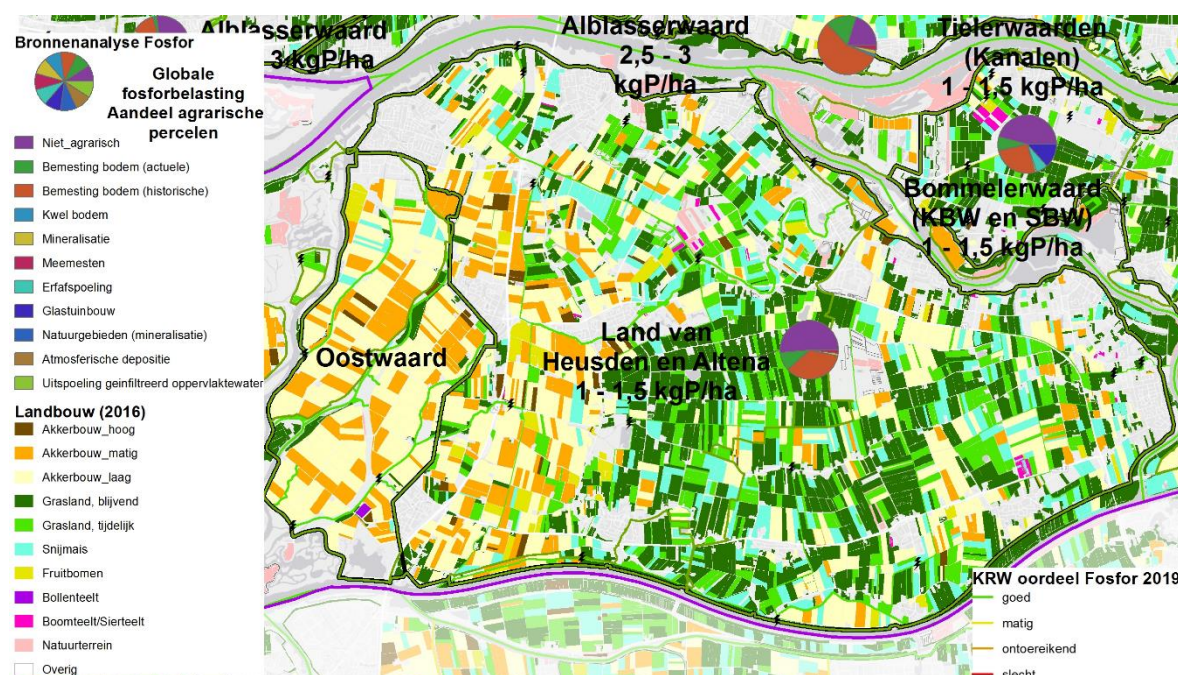 Alblasserwaard
3 kgP/ha
Alblasserwaard
2,5 - 3
kgP/ha
Tielerwaarden
(Kanalen)
1 - 1,5 kgP/ha
Bommelerwaard
(KBW en SBW)
1 - 1,5 kgP/ha
Oostwaard
Land van
Heusden en Altena
1 - 1,5 kgP/ha
Bronnenanalyse Fosfor
Globale
fosforbelasting
Aandeel agrarische
percelen
Niet_agrarisch
Bemesting bodem (actuele)
Bemesting bodem (historische)
Kwel bodem
Mineralisatie
Meemesten
Erfafspoeling
Glastuinbouw
Natuurgebieden (mineralisatie)
Atmosferische depositie
Uitspoeling geinfiltreerd oppervlaktewater
Landbouw (2016)
Akkerbouw_hoog
Akkerbouw_matig
Akkerbouw_laag
Grasland, blijvend
Grasland, tijdelijk
Snijmais
Fruitbomen
Bollenteelt
Boomteelt/Sierteelt
Natuurterrein
Overig
KRW oordeel Fosfor 2019
goed
matig
ontoereikend
slecht